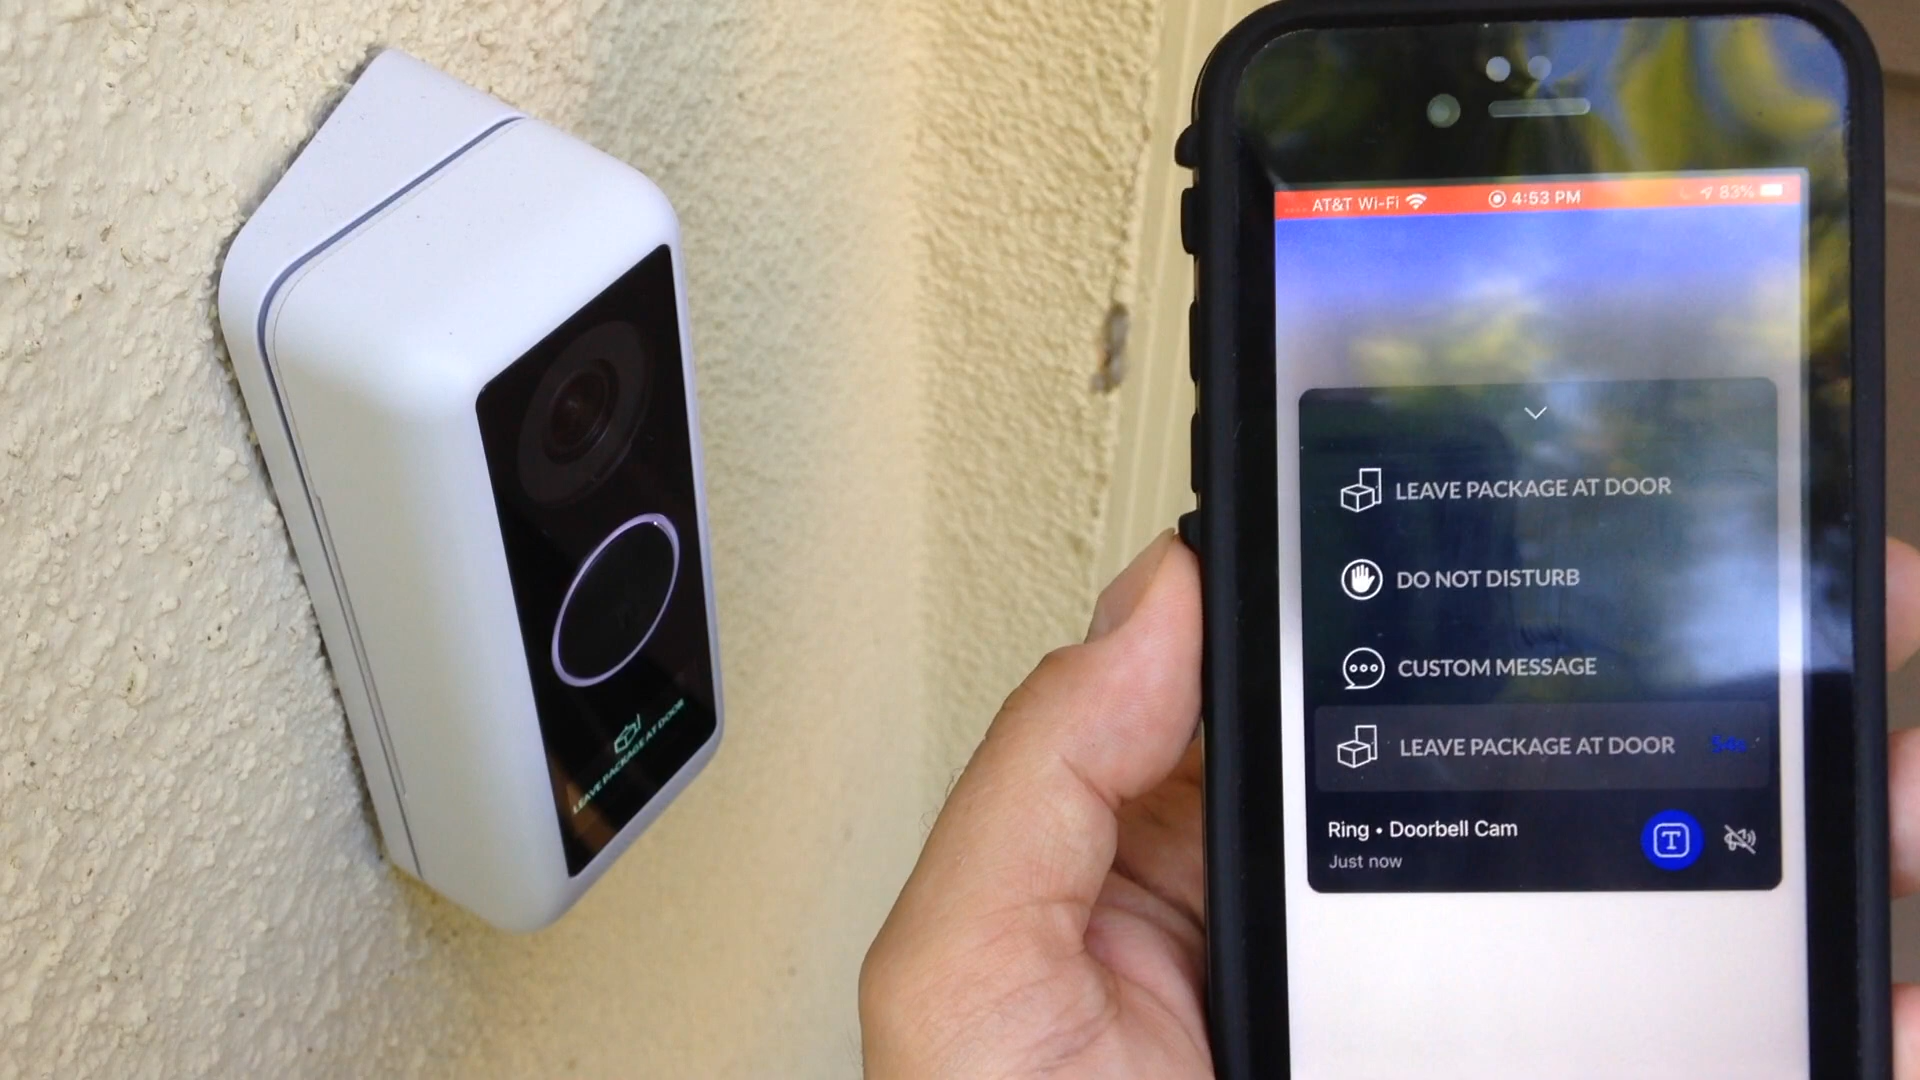 LEAVE PACKAGE AT DOOR
AT&T Wi-Fi 4:53 PM 83%
LEAVE PACKAGE AT DOOR
DO NOT DISTURB
CUSTOM MESSAGE
LEAVE PACKAGE AT DOOR 54s
Ring • Doorbell Cam
T
Just now